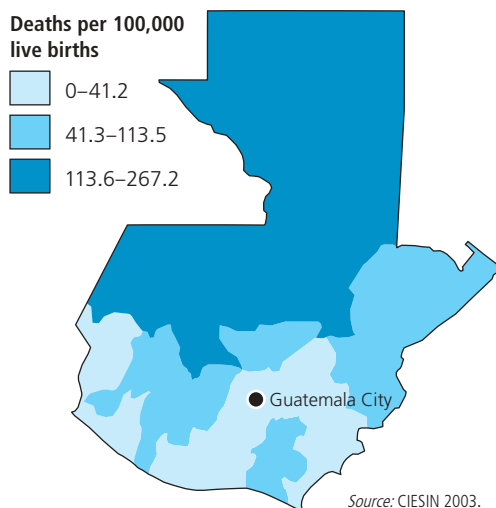 Deaths per 100,000
live births
0–41.2
41.3–113.5
113.6–267.2
Guatemala City
Source: CIESIN 2003.